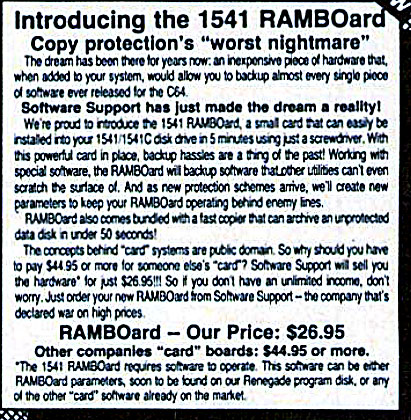 Introducing the 1541 RAMBOard
Copy protection's "worst nightmare"
The dream has been there for years now: an inexpensive piece of hardware that,
when added to your system, would allow you to backup almost every single piece
of software ever released for the C64.
Software Support has just made the dream a reality!
We're proud to introduce the 1541 RAMBOard, a small card that can easily be
installed into your 1541/1541C disk drive in 5 minutes using just a screwdriver. With
this powerful card in place, backup hassles are a thing of the past! Working with
special software, the RAMBOard will backup software that other utilities can't even
scratch the surface of. And as new protection schemes arrive, we'll create new
parameters to keep your RAMBOard operating behind enemy lines.
RAMBOard also comes bundled with a fast copier that can archive an unprotected
data disk in under 50 seconds!
The concepts behind "card" systems are public domain. So why should you have
to pay $44.95 or more for someone else's "card"? Software Support will sell you
the hardware* for just $26.95!!! So if you don't have an unlimited income, don't
worry. Just order your new RAMBOard from Software Support – the company that's
declared war on high prices.
RAMBOard – Our Price: $26.95
Other companies "card" boards: $44.95 or more.
*The 1541 RAMBOard requires software to operate. This software can be either
RAMBOard parameters, soon to be found on our Renegade program disk, or any
of the other "card" software already on the market.